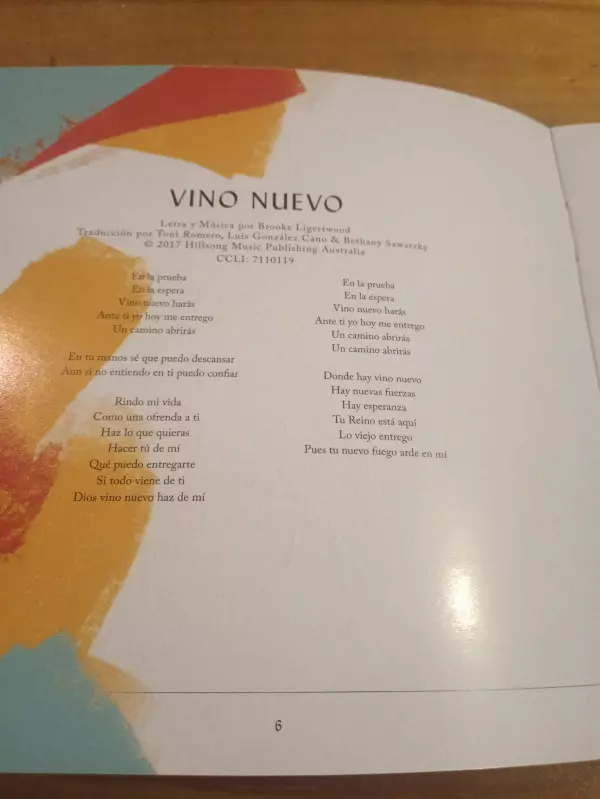 VINO NUEVO
Letra y Música por Brooke Ligertwood
Traducción por Toni Romero, Luis González Cano & Bethany Sawatzky
© 2017 Hillsong Music Publishing Australia
CCLI: 7110119
En la prueba
En la espera
Vino nuevo harás
Ante ti yo hoy me entrego
Un camino abrirás
En tu manos sé que puedo descansar
Aun si no entiendo en ti puedo confiar
Rindo mi vida
Como una ofrenda a ti
Haz lo que quieras
Hacer tú de mí
Qué puedo entregarte
Si todo viene de ti
Dios vino nuevo haz de mí
En la prueba
En la espera
Vino nuevo harás
Ante ti yo hoy me entrego
Un camino abrirás
Un camino abrirás
Donde hay vino nuevo
Hay nuevas fuerzas
Hay esperanza
Tu Reino está aquí
Lo viejo entrego
Pues tu nuevo fuego arde en mi
6